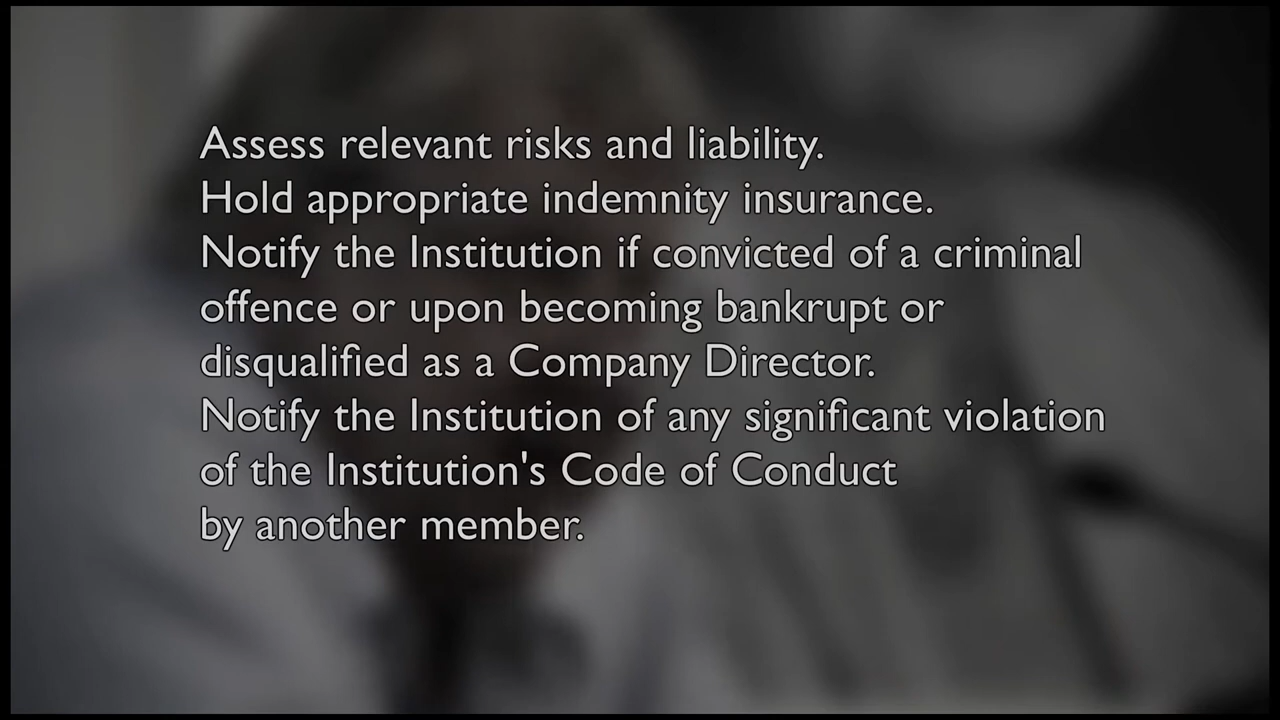 Assess relevant risks and liability.
Hold appropriate indemnity insurance.
Notify the Institution if convicted of a criminal
offence or upon becoming bankrupt or
disqualified as a Company Director.
Notify the Institution of any significant violation
of the Institution's Code of Conduct
by another member.